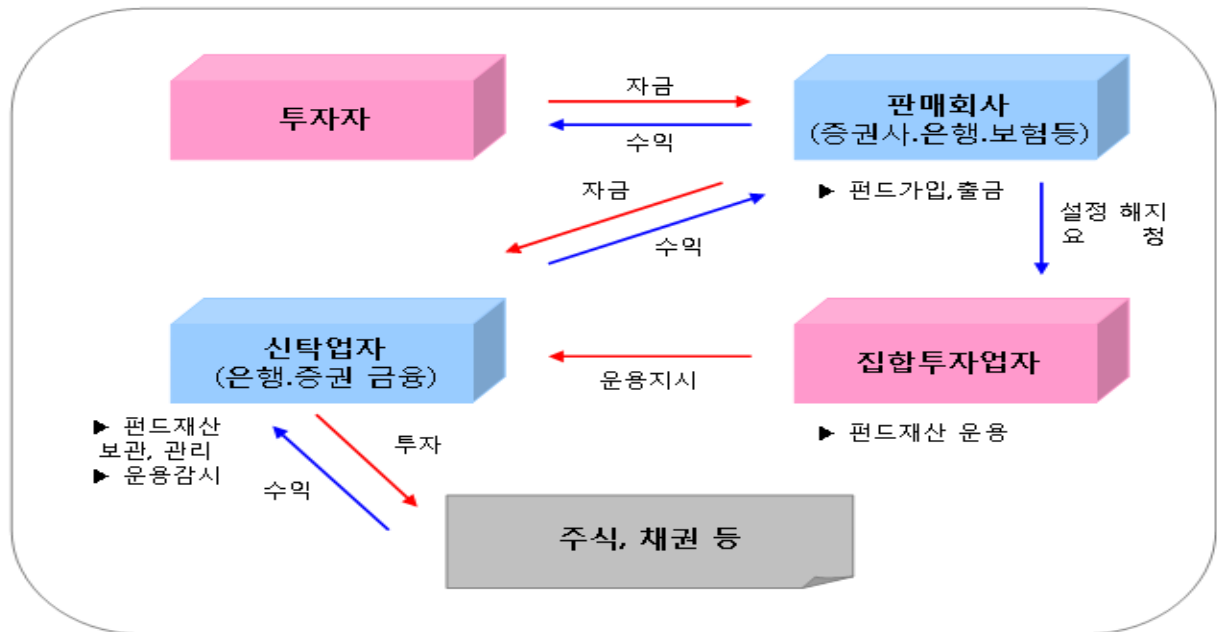 투자자
자금
수익
판매회사
(증권사.은행.보험등)
▶ 펀드가입,출금
자금
수익
설정 해지
요 청
신탁업자
(은행.증권 금융)
▶ 펀드재산
보관, 관리
▶ 운용감시
운용지시
집합투자업자
▶ 펀드재산 운용
투자
수익
주식, 채권 등